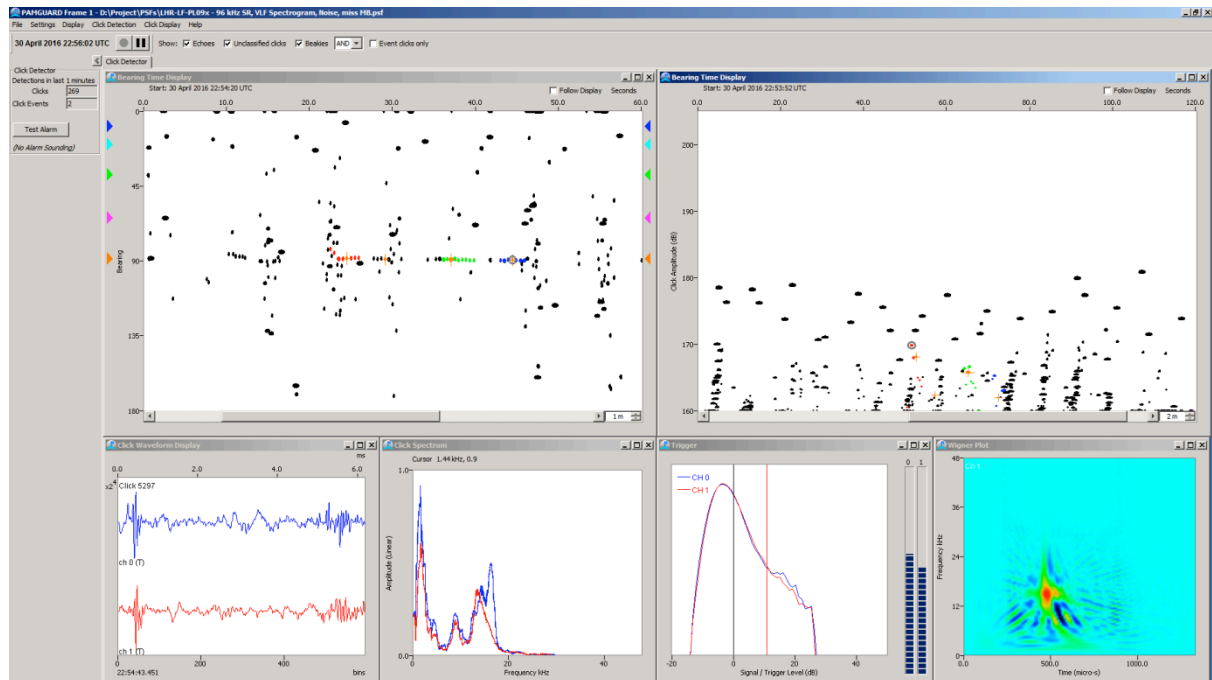 PAMGUARD Frame 1 - D:\Project\PSFs\LHR-LF-PL09x - 96 kHz SR, VLF Spectrogram, Noise, miss MB.psf
File Settings Display Click Detection Click Display Help
30 April 2016 22:56:02 UTC Show: Echoes Unclassified clicks Beakies AND Event clicks only
Click Detector
Click Detector
Detections in last 1 minutes
Clicks 269
Click Events 2
Test Alarm
(No Alarm Sounding)
Bearing Time Display
Start: 30 April 2016 22:54:20 UTC Follow Display Seconds
0.0 10.0 20.0 30.0 40.0 50.0 60.0
0
45
90
135
180
Bearing
1 m
Bearing Time Display
Start: 30 April 2016 22:53:52 UTC Follow Display Seconds
0.0 20.0 40.0 60.0 80.0 100.0 120.0
200
190
180
170
160
Click Amplitude (dB)
2 m
Click Waveform Display
ms
0.0 2.0 4.0 6.0
x2^4
Click 5297
ch 0 (T)
ch 1 (T)
0 200 400
22:54:43.451 bins
Click Spectrum
Cursor 1.44 kHz, 0.9
1.0
0.0
Amplitude (Linear)
0 20 40
Frequency kHz
Trigger
CH 0
CH 1
0 1
-20 0 20 40
Signal / Trigger Level (dB)
Wigner Plot
Ch 1
48
36
24
12
0
Frequency kHz
0.0 500.0 1000.0
Time (micro-s)